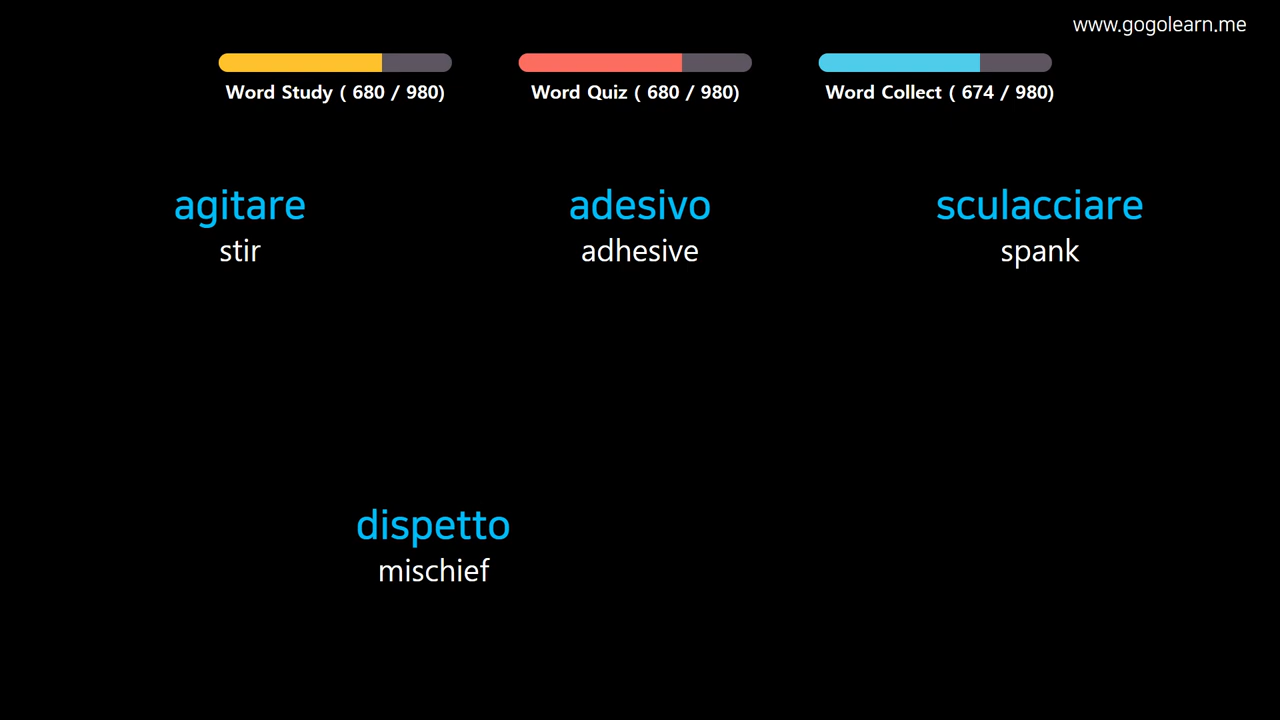 www.gogolearn.me
Word Study ( 680 / 980)
Word Quiz ( 680 / 980)
Word Collect ( 674 / 980)
agitare
stir
adesivo
adhesive
sculacciare
spank
dispetto
mischief